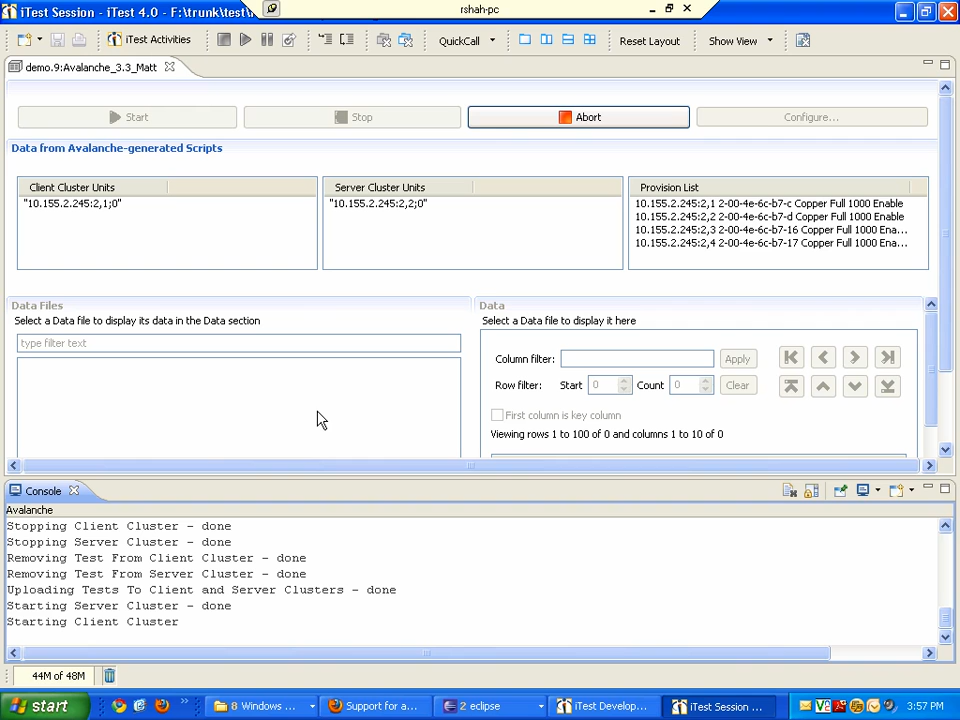 iTest Session - iTest 4.0 - F:\trunk\test\
rshah-pc
iTest Activities
QuickCall
Reset Layout
Show View
demo.9:Avalanche_3.3_Matt
Start
Stop
Abort
Configure...
Data from Avalanche-generated Scripts
Client Cluster Units
Server Cluster Units
Provision List
"10.155.2.245:2,1;0"
"10.155.2.245:2,2;0"
10.155.2.245:2,1 2-00-4e-6c-b7-c Copper Full 1000 Enable
10.155.2.245:2,2 2-00-4e-6c-b7-d Copper Full 1000 Enable
10.155.2.245:2,3 2-00-4e-6c-b7-16 Copper Full 1000 Ena...
10.155.2.245:2,4 2-00-4e-6c-b7-17 Copper Full 1000 Ena...
Data Files
Select a Data file to display its data in the Data section
type filter text
Data
Select a Data file to display it here
Column filter:
Apply
Row filter:
Start
0
Count
0
Clear
First column is key column
Viewing rows 1 to 100 of 0 and columns 1 to 10 of 0
Console
Avalanche
Stopping Client Cluster - done
Stopping Server Cluster - done
Removing Test From Client Cluster - done
Removing Test From Server Cluster - done
Uploading Tests To Client and Server Clusters - done
Starting Server Cluster - done
Starting Client Cluster
44M of 48M
start
8 Windows ...
Support for a...
2 eclipse
iTest Develop...
iTest Session ...
3:57 PM